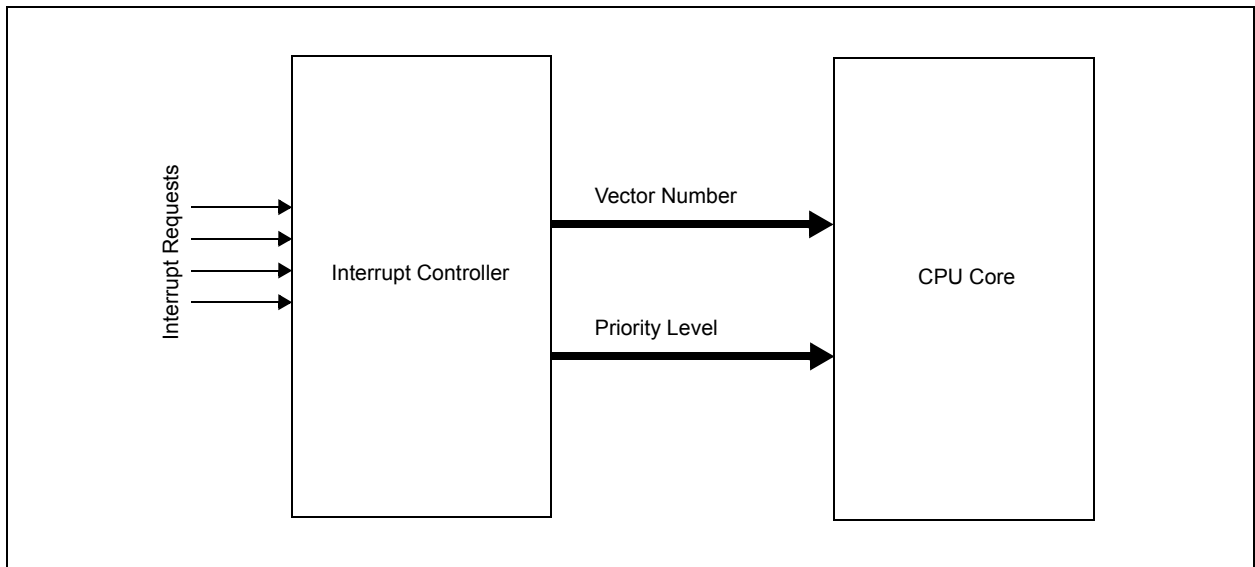 Interrupt Requests
Interrupt Controller
Vector Number
Priority Level
CPU Core